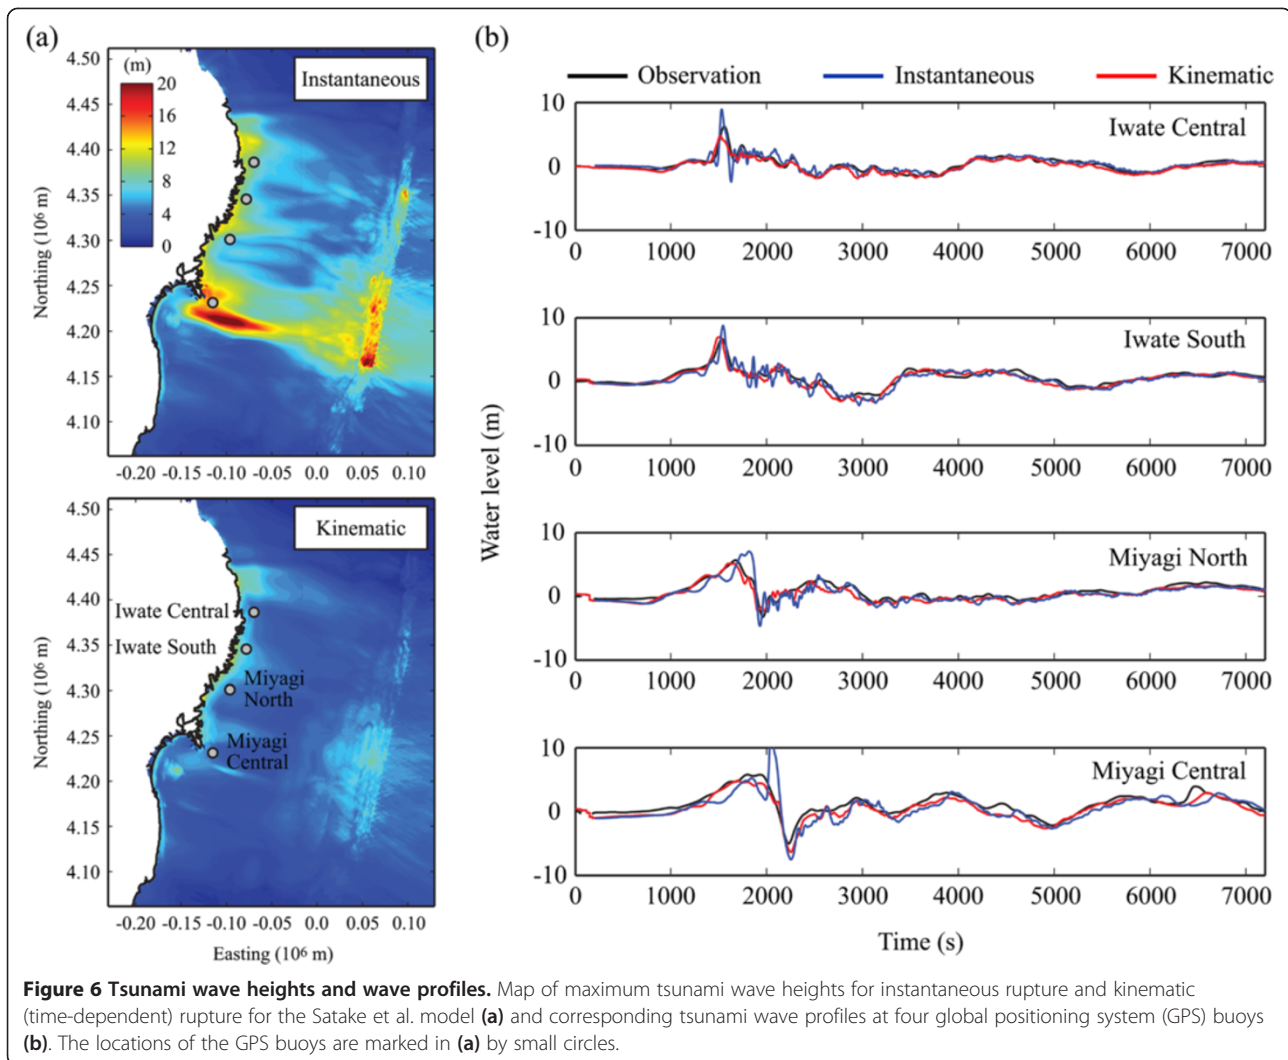 (a)
4.50
(m)
20
Instantaneous
4.45
16
4.40
12
8
4.35
4
4.30
0
4.25
4.20
4.15
4.10
Northing (10⁶ m)
-0.20 -0.15 -0.10 -0.05 0.0 0.05 0.10
4.50
Kinematic
4.45
4.40
Iwate Central
4.35
Iwate South
4.30
Miyagi
North
4.25
Miyagi
Central
4.20
4.15
4.10
Northing (10⁶ m)
-0.20 -0.15 -0.10 -0.05 0.0 0.05 0.10
Easting (10⁶ m)
(b)
Observation Instantaneous Kinematic
10
Iwate Central
0
-10
0 1000 2000 3000 4000 5000 6000 7000
10
Iwate South
0
-10
0 1000 2000 3000 4000 5000 6000 7000
Water level (m)
10
Miyagi North
0
-10
0 1000 2000 3000 4000 5000 6000 7000
10
Miyagi Central
0
-10
0 1000 2000 3000 4000 5000 6000 7000
Time (s)
Figure 6 Tsunami wave heights and wave profiles. Map of maximum tsunami wave heights for instantaneous rupture and kinematic
(time-dependent) rupture for the Satake et al. model (a) and corresponding tsunami wave profiles at four global positioning system (GPS) buoys
(b). The locations of the GPS buoys are marked in (a) by small circles.